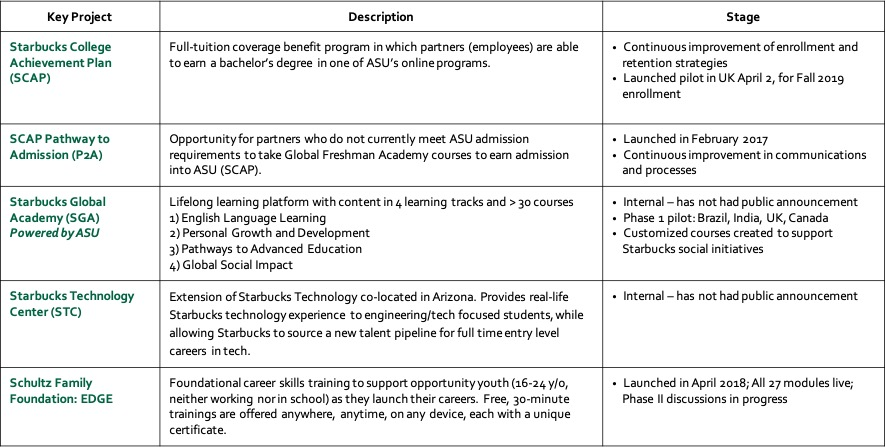 Key Project
Description
Stage
Starbucks College
Achievement Plan
(SCAP)
Full-tuition coverage benefit program in which partners (employees) are able
to earn a bachelor's degree in one of ASU's online programs.
• Continuous improvement of enrollment and
retention strategies
• Launched pilot in UK April 2, for Fall 2019
enrollment
SCAP Pathway to
Admission (P2A)
Opportunity for partners who do not currently meet ASU admission
requirements to take Global Freshman Academy courses to earn admission
into ASU (SCAP).
• Launched in February 2017
• Continuous improvement in communications
and processes
Starbucks Global
Academy (SGA)
Powered by ASU
Lifelong learning platform with content in 4 learning tracks and > 30 courses
1) English Language Learning
2) Personal Growth and Development
3) Pathways to Advanced Education
4) Global Social Impact
• Internal – has not had public announcement
• Phase 1 pilot: Brazil, India, UK, Canada
• Customized courses created to support
Starbucks social initiatives
Starbucks Technology
Center (STC)
Extension of Starbucks Technology co-located in Arizona. Provides real-life
Starbucks technology experience to engineering/tech focused students, while
allowing Starbucks to source a new talent pipeline for full time entry level
careers in tech.
• Internal – has not had public announcement
Schultz Family
Foundation: EDGE
Foundational career skills training to support opportunity youth (16-24 y/o,
neither working nor in school) as they launch their careers. Free, 30-minute
trainings are offered anywhere, anytime, on any device, each with a unique
certificate.
• Launched in April 2018; All 27 modules live;
Phase II discussions in progress